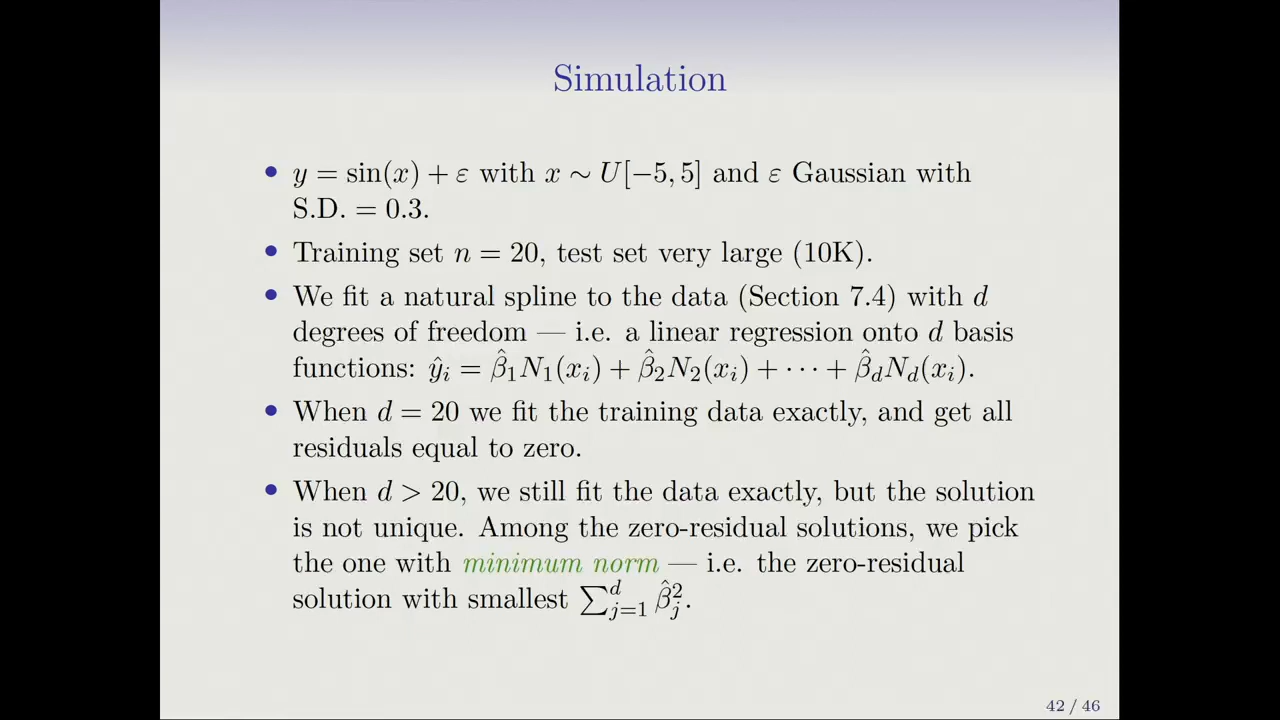 Simulation
• y = sin(x) + ε with x ∼ U[−5, 5] and ε Gaussian with
S.D. = 0.3.
• Training set n = 20, test set very large (10K).
• We fit a natural spline to the data (Section 7.4) with d
degrees of freedom — i.e. a linear regression onto d basis
functions: ŷᵢ = β̂₁N₁(xᵢ) + β̂₂N₂(xᵢ) + · · · + β̂_dN_d(xᵢ).
• When d = 20 we fit the training data exactly, and get all
residuals equal to zero.
• When d > 20, we still fit the data exactly, but the solution
is not unique. Among the zero-residual solutions, we pick
the one with minimum norm — i.e. the zero-residual
solution with smallest ∑_{j=1}^{d} β̂_j².
42 / 46